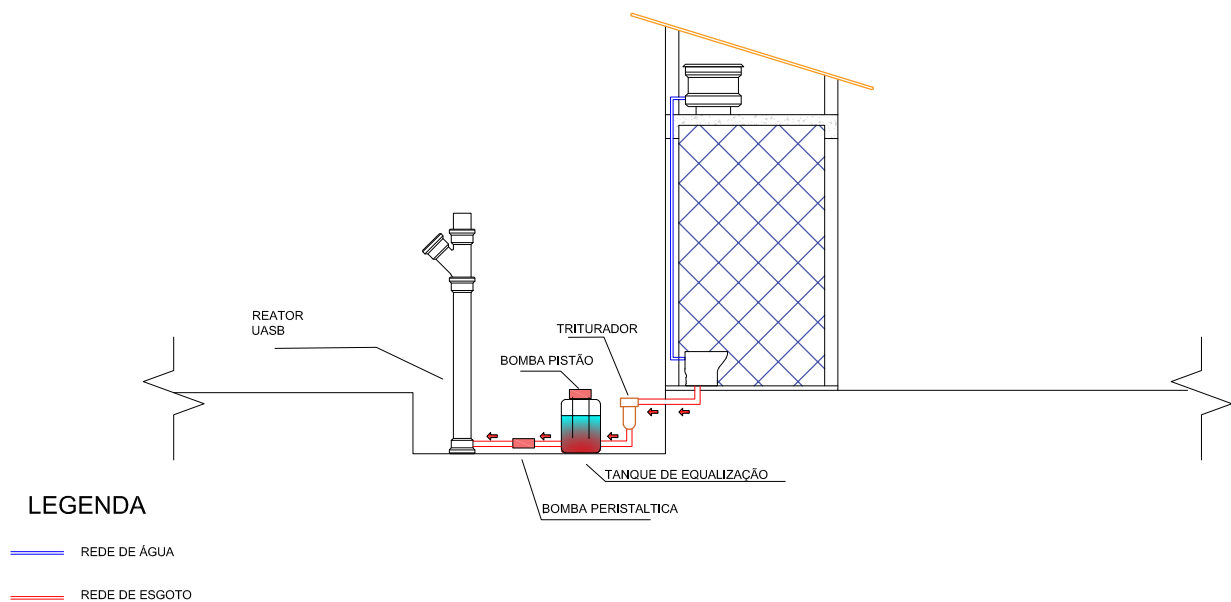 REATOR
UASB
TRITURADOR
BOMBA PISTÃO
TANQUE DE EQUALIZAÇÃO
BOMBA PERISTALTICA
LEGENDA
REDE DE ÁGUA
REDE DE ESGOTO